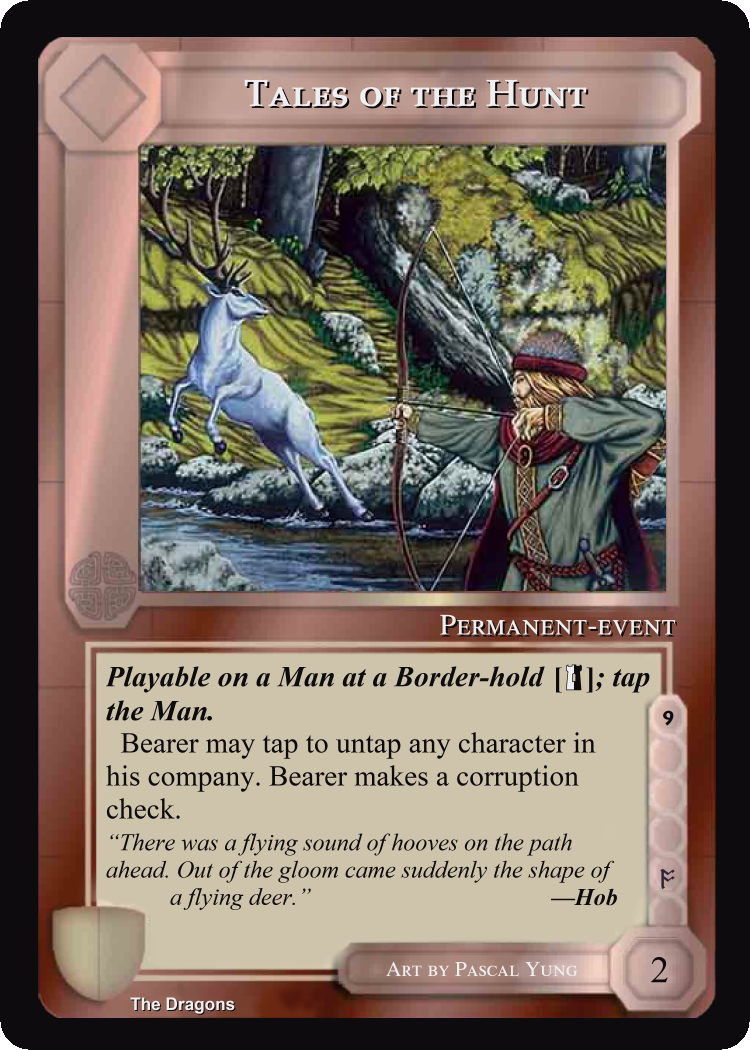 Tales of the Hunt
Permanent-event
Playable on a Man at a Border-hold []; tap
the Man.
Bearer may tap to untap any character in
his company. Bearer makes a corruption
check.
“There was a flying sound of hooves on the path
ahead. Out of the gloom came suddenly the shape of
a flying deer.” —Hob
9
ᚩ
Art by Pascal Yung
2
The Dragons